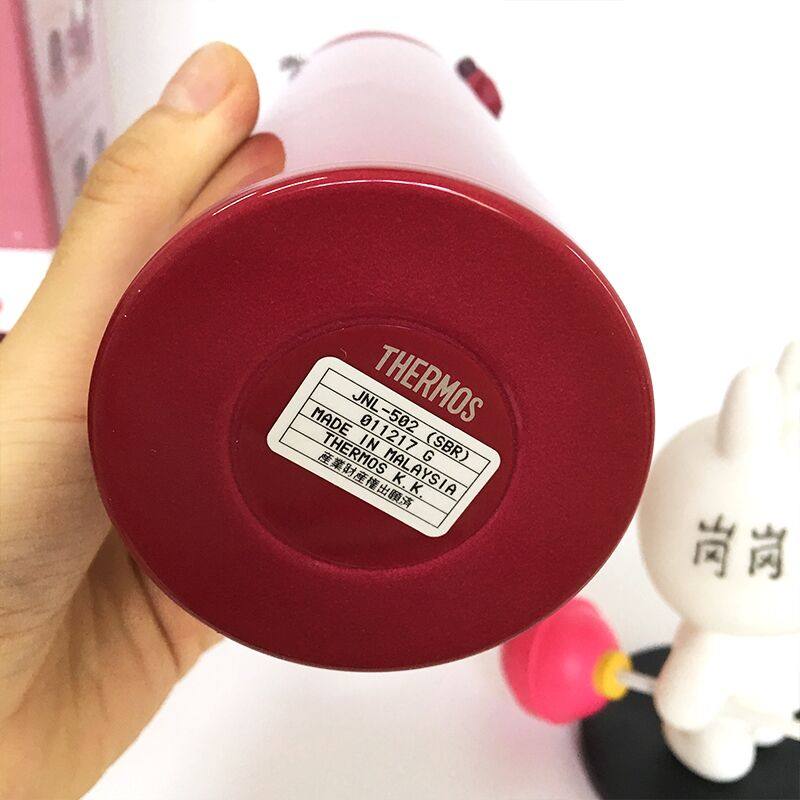 THERMOS
JNL-502 (SBR)
011217 G
MADE IN MALAYSIA
THERMOS K.K.
産業財産権出願済
岗岗